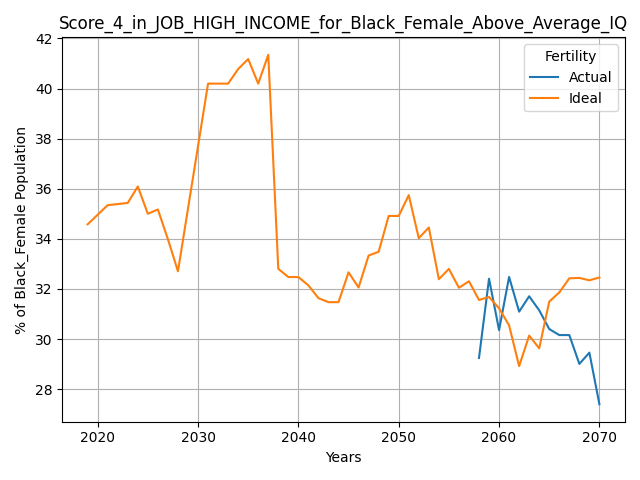 Score_4_in_JOB_HIGH_INCOME_for_Black_Female_Above_Average_IQ
42
40
38
36
34
32
30
28
% of Black_Female Population
Fertility
Actual
Ideal
2020 2030 2040 2050 2060 2070
Years